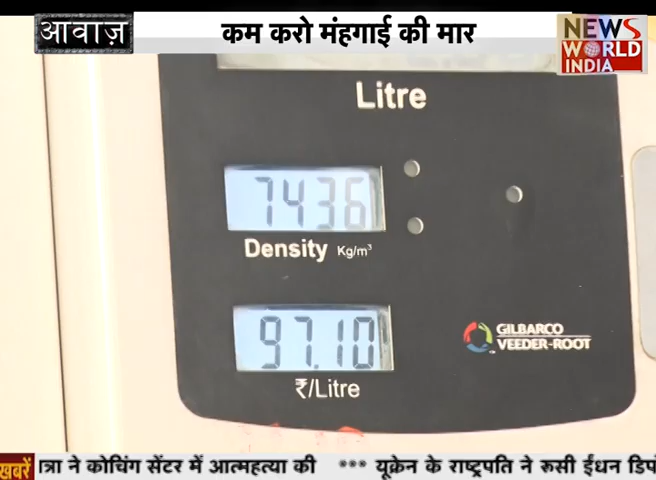 आवाज़
कम करो मंहगाई की मार
NEWS
WORLD
INDIA
Litre
7436
Density Kg/m³
97.10
₹/Litre
GILBARCO
VEEDER-ROOT
खबरें
ने कोचिंग सेंटर में आत्महत्या की *** यूक्रेन के राष्ट्रपति ने रूसी ईंधन